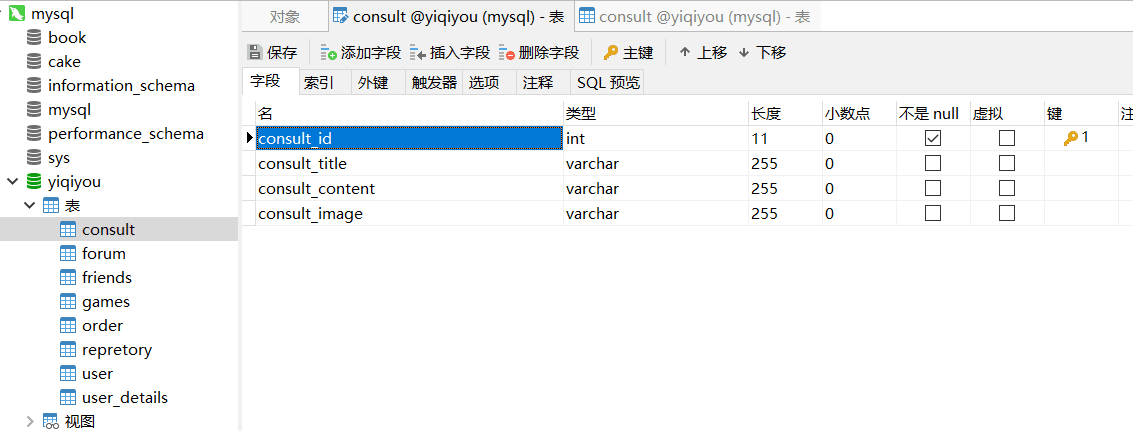 mysql
book
cake
information_schema
mysql
performance_schema
sys
yiqiyou
表
consult
forum
friends
games
order
repretory
user
user_details
视图
对象 consult @yiqiyou (mysql) - 表 consult @yiqiyou (mysql) - 表
保存 添加字段 插入字段 删除字段 主键 上移 下移
字段 索引 外键 触发器 选项 注释 SQL 预览
名 类型 长度 小数点 不是 null 虚拟 键 注
consult_id int 11 0 1
consult_title varchar 255 0
consult_content varchar 255 0
consult_image varchar 255 0